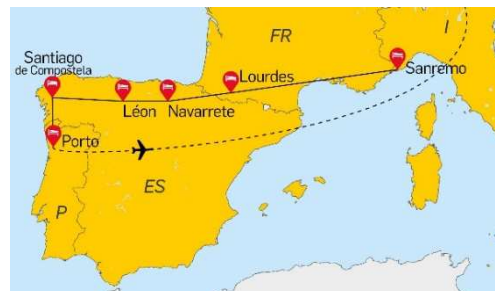 FR
I
Santiago
de Compostela
Lourdes
Sanremo
Léon
Navarrete
Porto
ES
P